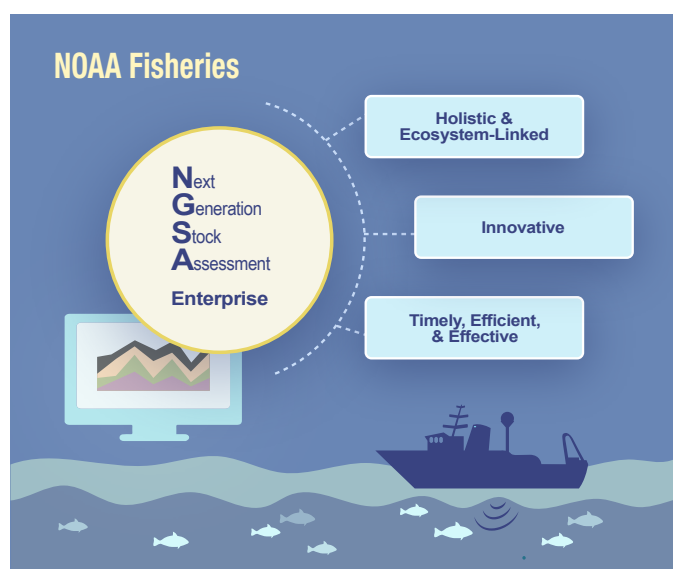 NOAA Fisheries
Holistic &
Ecosystem-Linked
Next
Generation
Stock
Assessment
Enterprise
Innovative
Timely, Efficient,
& Effective